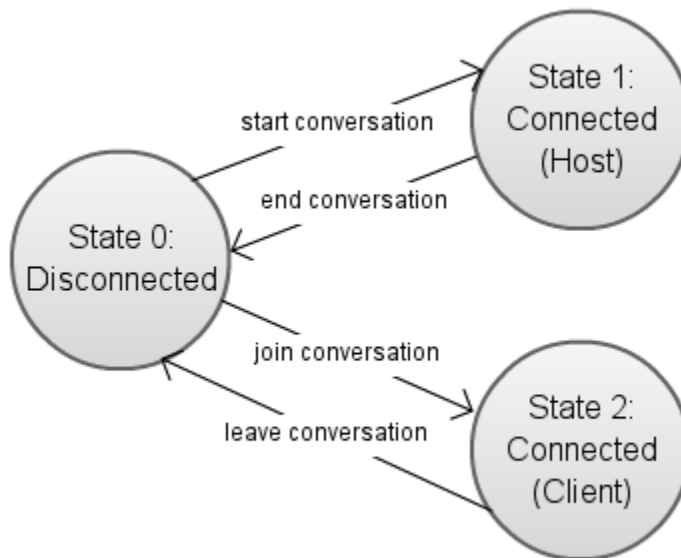 State 1:
Connected
(Host)
start conversation
end conversation
State 0:
Disconnected
join conversation
leave conversation
State 2:
Connected
(Client)